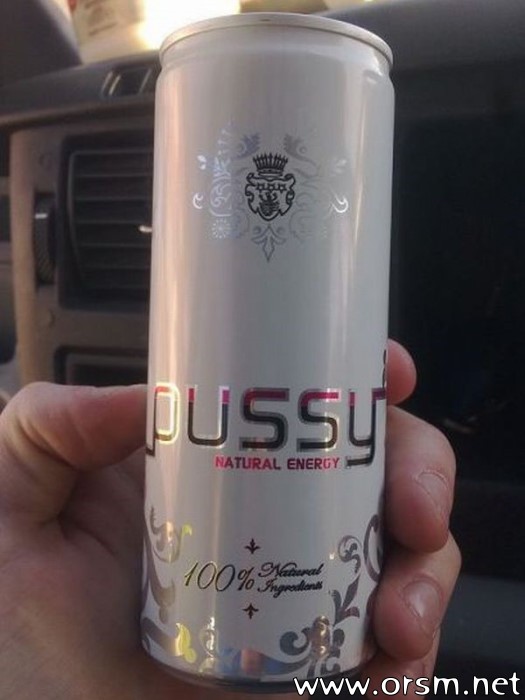 pussy
NATURAL ENERGY
100% Natural
Ingredients
www.orsm.net